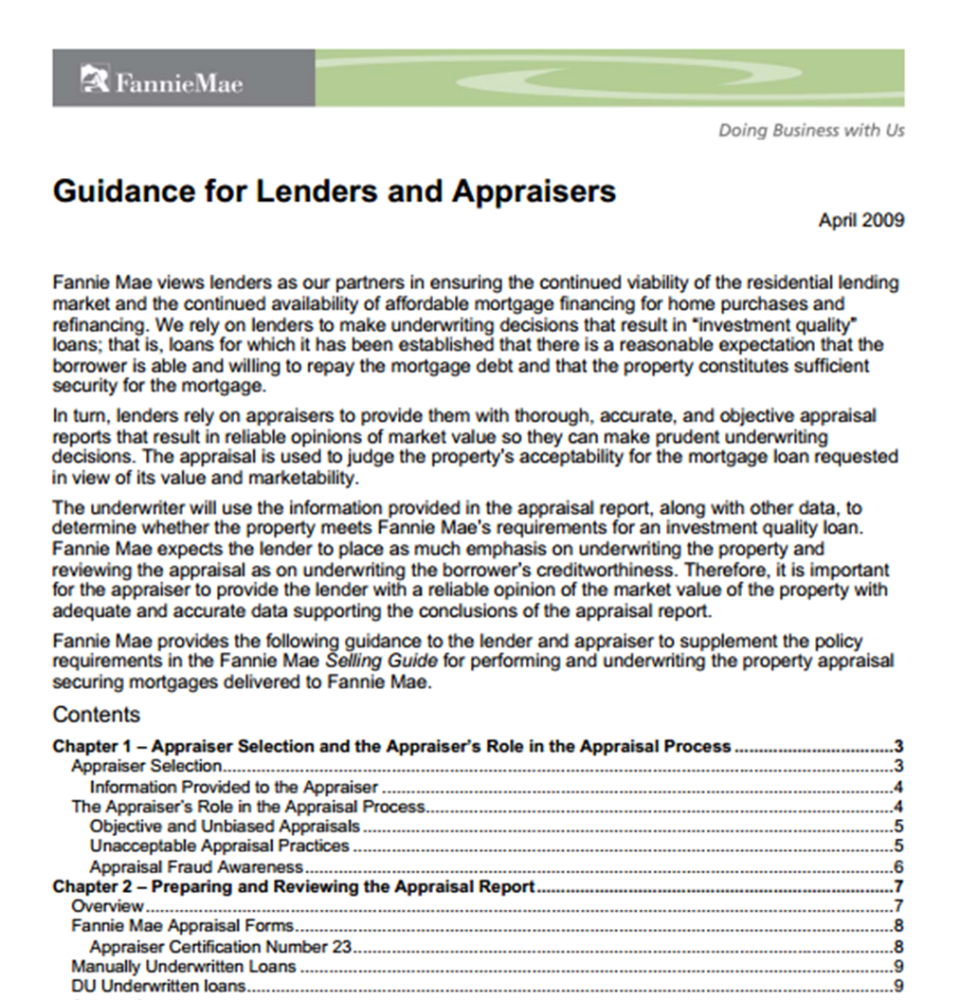 FannieMae
Doing Business with Us
Guidance for Lenders and Appraisers
April 2009
Fannie Mae views lenders as our partners in ensuring the continued viability of the residential lending
market and the continued availability of affordable mortgage financing for home purchases and
refinancing. We rely on lenders to make underwriting decisions that result in “investment quality”
loans; that is, loans for which it has been established that there is a reasonable expectation that the
borrower is able and willing to repay the mortgage debt and that the property constitutes sufficient
security for the mortgage.
In turn, lenders rely on appraisers to provide them with thorough, accurate, and objective appraisal
reports that result in reliable opinions of market value so they can make prudent underwriting
decisions. The appraisal is used to judge the property’s acceptability for the mortgage loan requested
in view of its value and marketability.
The underwriter will use the information provided in the appraisal report, along with other data, to
determine whether the property meets Fannie Mae’s requirements for an investment quality loan.
Fannie Mae expects the lender to place as much emphasis on underwriting the property and
reviewing the appraisal as on underwriting the borrower’s creditworthiness. Therefore, it is important
for the appraiser to provide the lender with a reliable opinion of the market value of the property with
adequate and accurate data supporting the conclusions of the appraisal report.
Fannie Mae provides the following guidance to the lender and appraiser to supplement the policy
requirements in the Fannie Mae Selling Guide for performing and underwriting the property appraisal
securing mortgages delivered to Fannie Mae.
Contents
Chapter 1 – Appraiser Selection and the Appraiser’s Role in the Appraisal Process ........ 3
Appraiser Selection ........ 3
Information Provided to the Appraiser ........ 4
The Appraiser’s Role in the Appraisal Process ........ 4
Objective and Unbiased Appraisals ........ 5
Unacceptable Appraisal Practices ........ 5
Appraisal Fraud Awareness ........ 6
Chapter 2 – Preparing and Reviewing the Appraisal Report ........ 7
Overview ........ 7
Fannie Mae Appraisal Forms ........ 8
Appraiser Certification Number 23 ........ 8
Manually Underwritten Loans ........ 9
DU Underwritten loans ........ 9